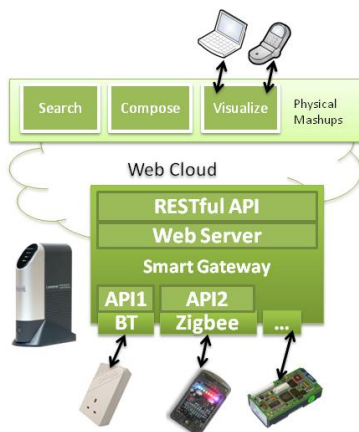 Search Compose Visualize Physical
Mashups
Web Cloud
RESTful API
Web Server
Smart Gateway
API1 API2
BT Zigbee ...